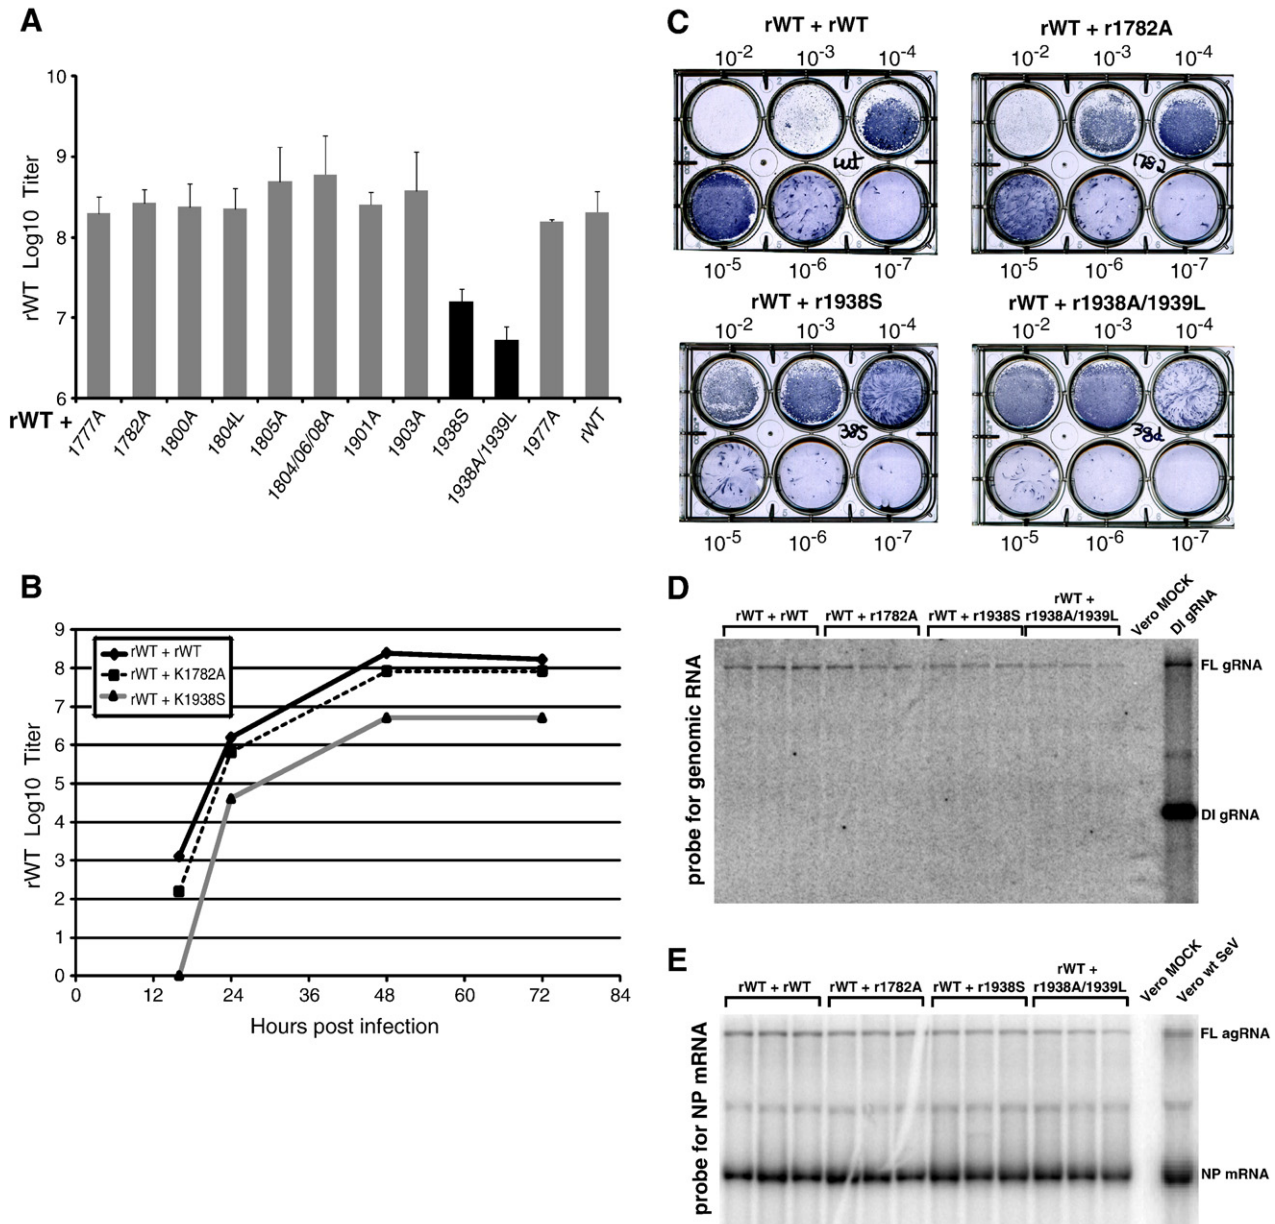 A
10
9
8
7
6
rWT Log10 Titer
rWT +
1777A
1782A
1800A
1804L
1805A
1804/06/08A
1901A
1903A
1938S
1938A/1939L
1977A
rWT
B
9
8
7
6
5
4
3
2
1
0
rWT Log10 Titer
rWT + rWT
rWT + K1782A
rWT + K1938S
0 12 24 36 48 60 72 84
Hours post infection
C
rWT + rWT
10-2 10-3 10-4
wt
10-5 10-6 10-7
rWT + r1782A
10-2 10-3 10-4
1782
10-5 10-6 10-7
rWT + r1938S
10-2 10-3 10-4
38S
10-5 10-6 10-7
rWT + r1938A/1939L
10-2 10-3 10-4
38d
10-5 10-6 10-7
D
probe for genomic RNA
rWT + rWT
rWT + r1782A
rWT + r1938S
rWT +
r1938A/1939L
Vero MOCK
DI gRNA
FL gRNA
DI gRNA
E
probe for NP mRNA
rWT + rWT
rWT + r1782A
rWT + r1938S
rWT +
r1938A/1939L
Vero MOCK
Vero wt SeV
FL agRNA
NP mRNA